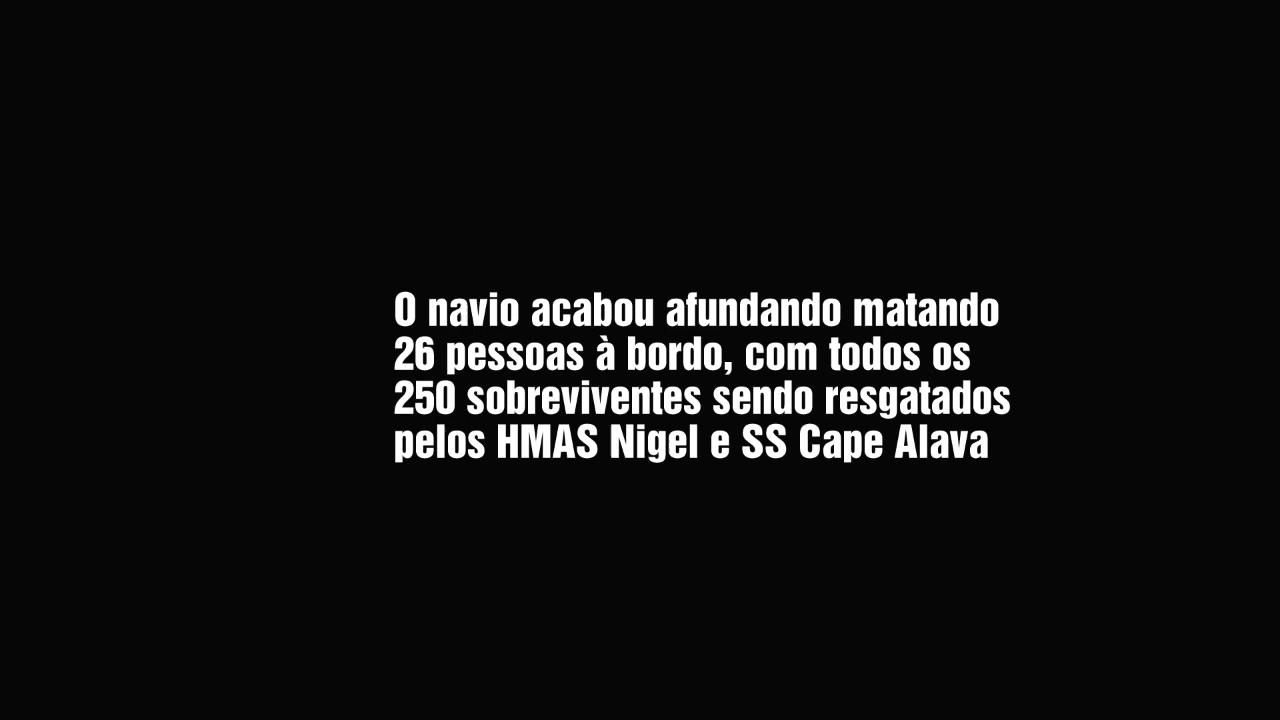 O navio acabou afundando matando
26 pessoas à bordo, com todos os
250 sobreviventes sendo resgatados
pelos HMAS Nigel e SS Cape Alava